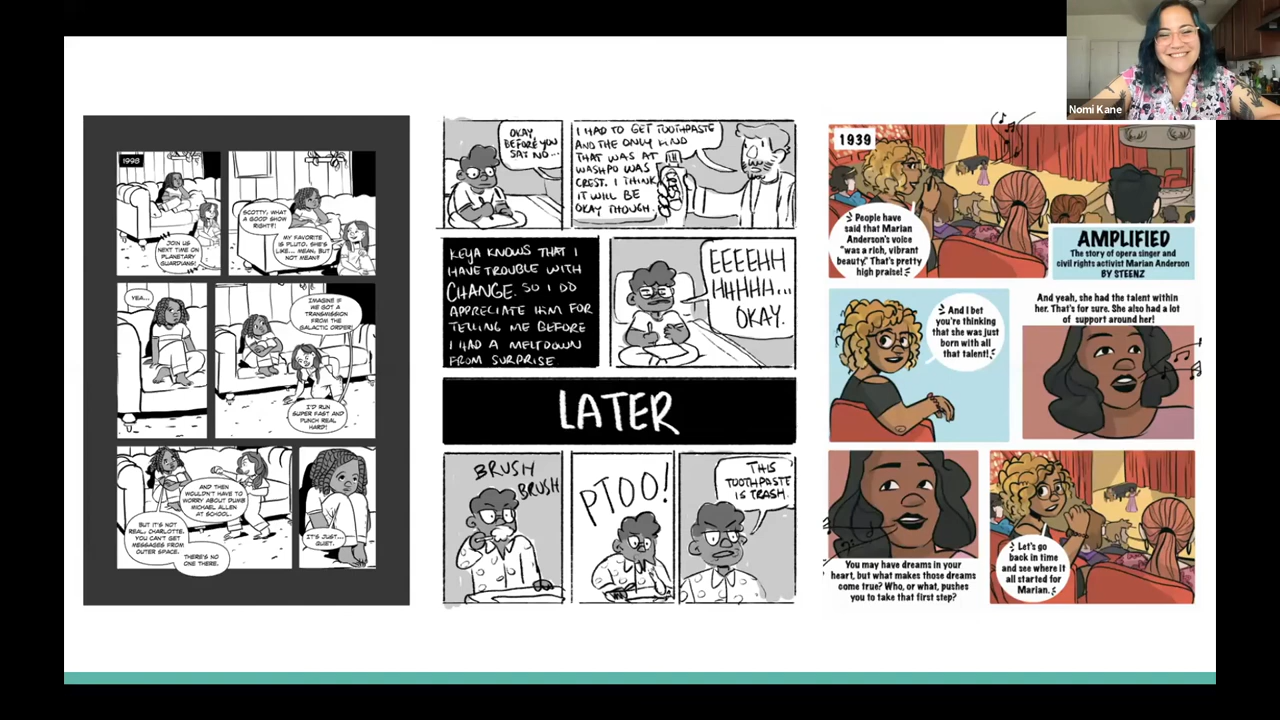 Nomi Kane
1998
JOIN US
NEXT TIME ON
PLANETARY
GUARDIANS!
SCOTTY, WHAT
A GOOD SHOW
RIGHT?!
MY FAVORITE
IS PLUTO. SHE'S
LIKE... MEAN, BUT
NOT MEAN?
YEA...
IMAGINE IF
WE GOT A
TRANSMISSION
FROM THE
GALACTIC ORDER!
I'D RUN
SUPER FAST AND
PUNCH REAL
HARD!
AND THEN
WOULDN'T HAVE TO
WORRY ABOUT DUMB
MICHAEL ALLEN
AT SCHOOL.
BUT IT'S NOT
REAL, CHARLOTTE.
YOU CAN'T GET
MESSAGES FROM
OUTER SPACE.
THERE'S NO
ONE THERE.
IT'S JUST...
QUIET.
OKAY
BEFORE YOU
SAY NO...
I HAD TO GET TOOTHPASTE
AND THE ONLY KIND
THAT WAS AT
WASHPO WAS
CREST. I THINK
IT WILL BE
OKAY THOUGH.
KEYA KNOWS THAT I
HAVE TROUBLE WITH
CHANGE. SO I DO
APPRECIATE HIM FOR
TELLING ME BEFORE
I HAD A MELTDOWN
FROM SURPRISE
EEEEHH
HHHHH...
OKAY.
LATER
BRUSH
BRUSH
PTOO!
THIS
TOOTHPASTE
IS TRASH.
1939
People have
said that Marian
Anderson's voice
"was a rich, vibrant
beauty." That's pretty
high praise!
AMPLIFIED
The story of opera singer and
civil rights activist Marian Anderson
BY STEENZ
And I bet
you're thinking
that she was just
born with all
that talent!
And yeah, she had the talent within
her. That's for sure. She also had a lot
of support around her!
You may have dreams in your
heart, but what makes those dreams
come true? Who, or what, pushes
you to take that first step?
Let's go
back in time
and see where it
all started for
Marian.